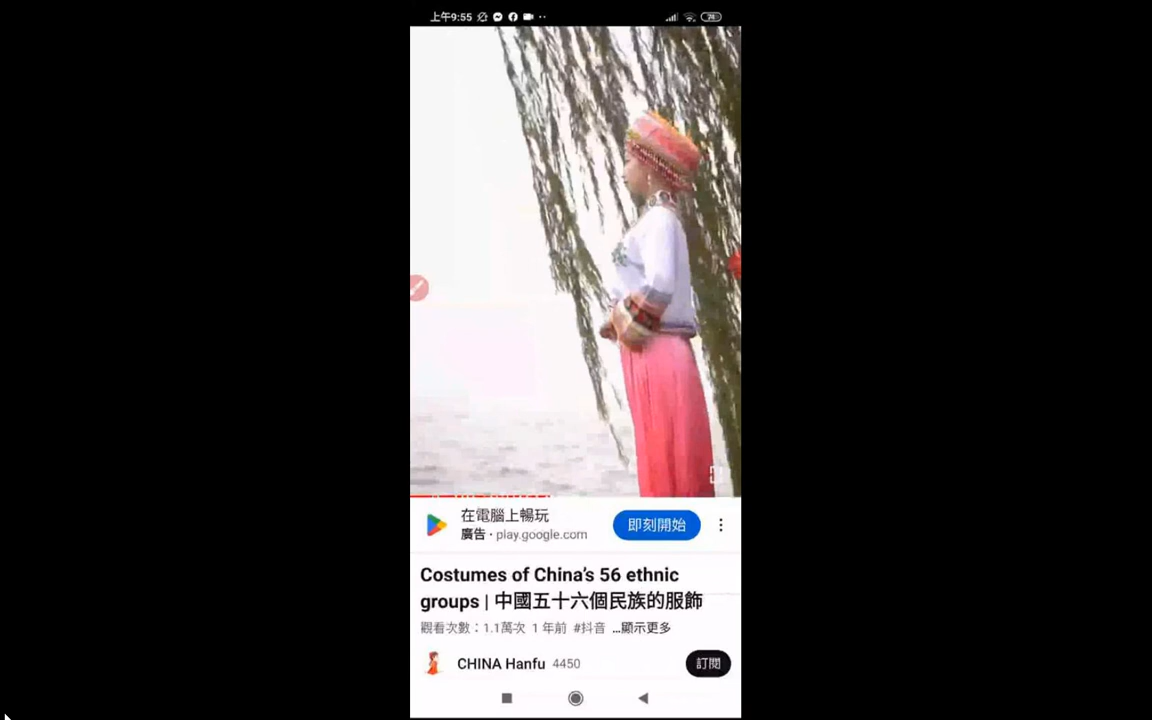 上午9:55
78
在電腦上暢玩
廣告 · play.google.com
即刻開始
Costumes of China's 56 ethnic
groups | 中國五十六個民族的服飾
觀看次數：1.1萬次 1 年前 #抖音 ...顯示更多
CHINA Hanfu 4450
訂閱